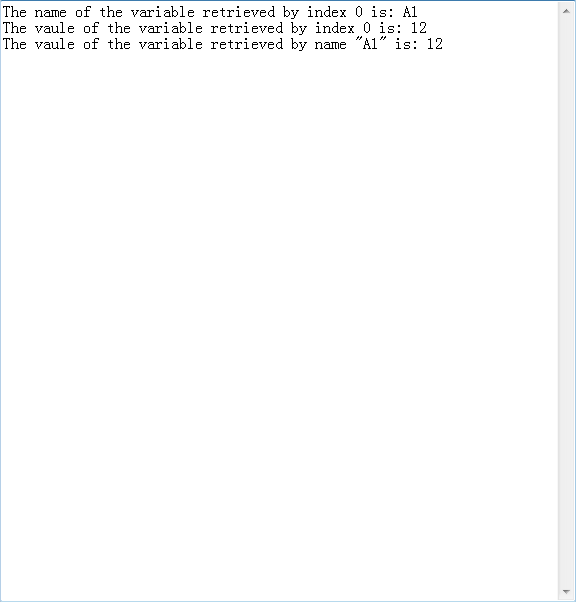 The name of the variable retrieved by index 0 is: A1
The vaule of the variable retrieved by index 0 is: 12
The vaule of the variable retrieved by name "A1" is: 12